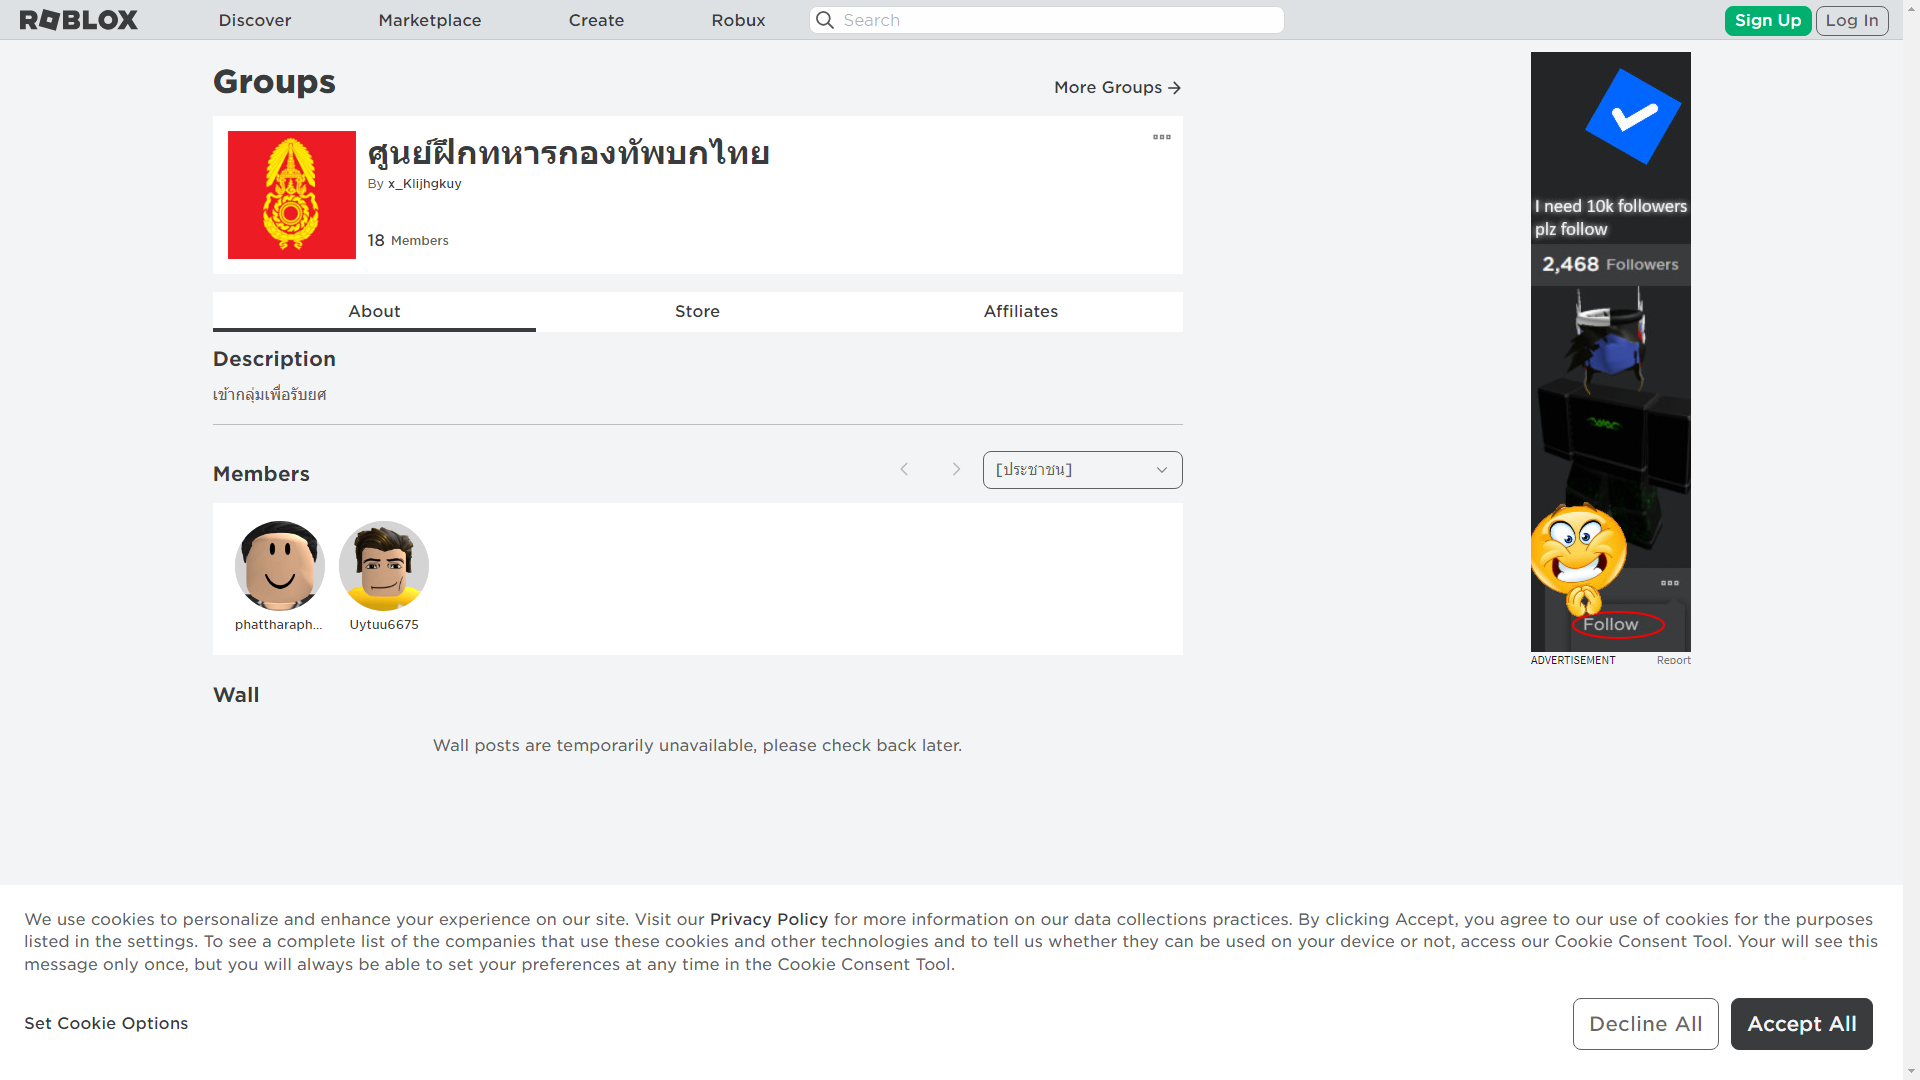 ROBLOX
Discover
Marketplace
Create
Robux
Search
Sign Up
Log In
Groups
More Groups
ศูนย์ฝึกทหารกองทัพบกไทย
By x_Klijhgkuy
18 Members
About
Store
Affiliates
Description
เข้ากลุ่มเพื่อรับยศ
Members
[ประชาชน]
phattharaph...
Uytuu6675
Wall
Wall posts are temporarily unavailable, please check back later.
I need 10k followers
plz follow
2,468 Followers
Follow
ADVERTISEMENT
Report
We use cookies to personalize and enhance your experience on our site. Visit our Privacy Policy for more information on our data collections practices. By clicking Accept, you agree to our use of cookies for the purposes
listed in the settings. To see a complete list of the companies that use these cookies and other technologies and to tell us whether they can be used on your device or not, access our Cookie Consent Tool. Your will see this
message only once, but you will always be able to set your preferences at any time in the Cookie Consent Tool.
Set Cookie Options
Decline All
Accept All